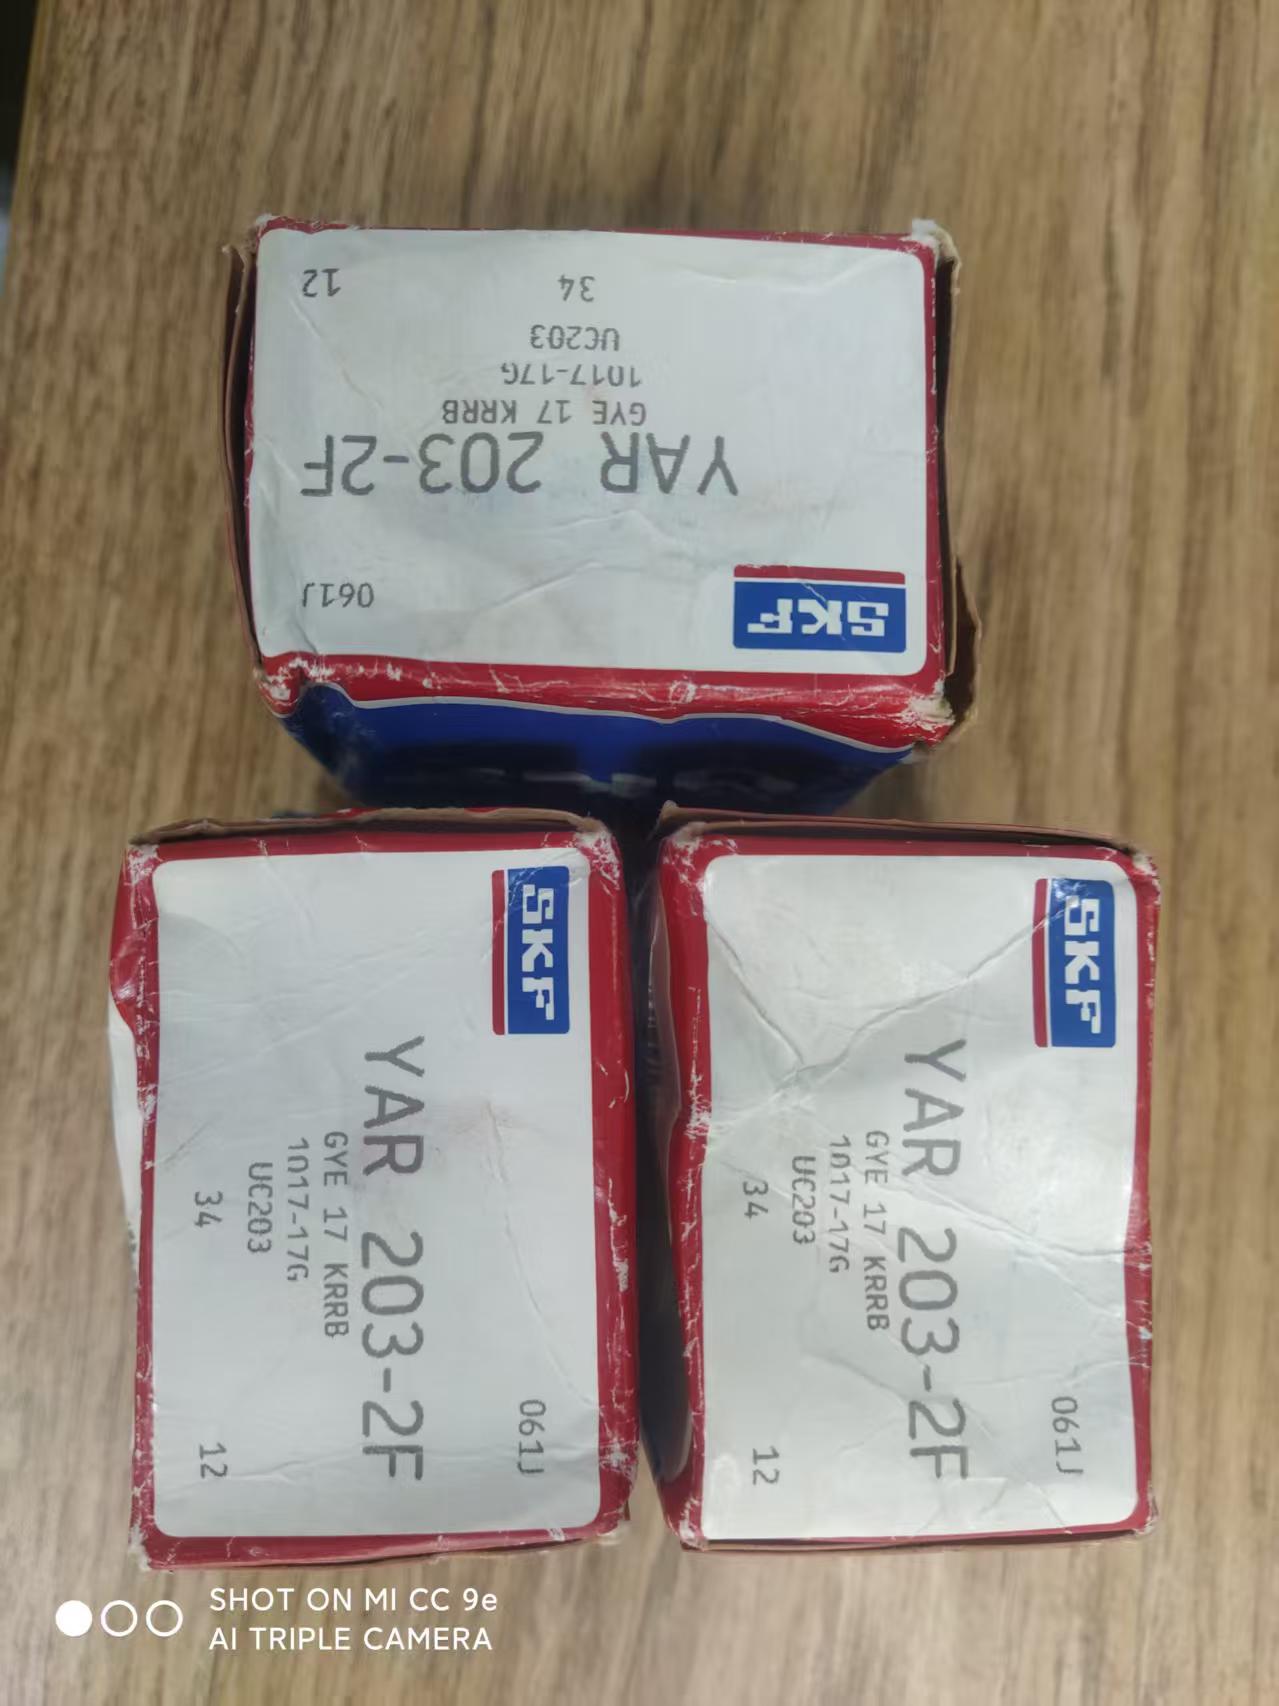 SKF
061J
YAR 203-2F
GYE 17 KRRB
1017-17G
UC203
34
12
SKF
061J
YAR 203-2F
GYE 17 KRRB
1017-17G
UC203
34
12
SKF
061J
YAR 203-2F
GYE 17 KRRB
1017-17G
UC203
34
12
SHOT ON MI CC 9e
AI TRIPLE CAMERA